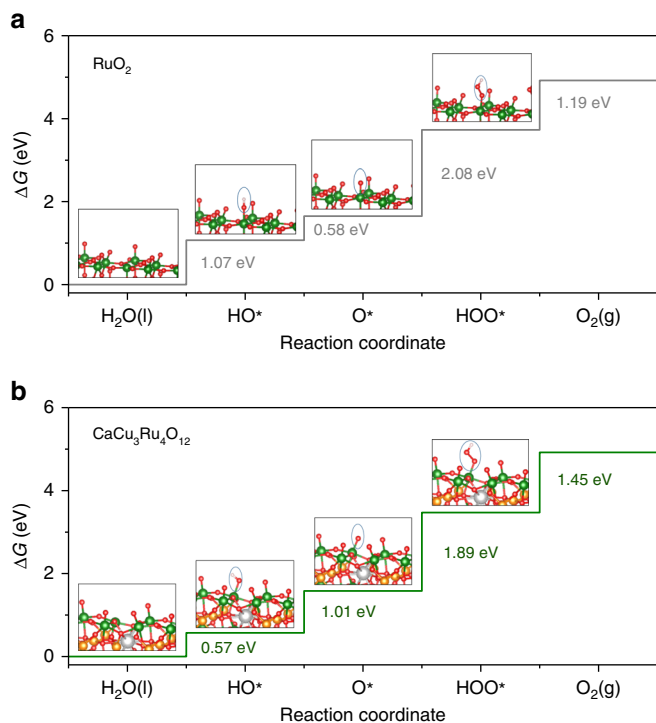 a
6
4
2
0
ΔG (eV)
RuO₂
1.07 eV
0.58 eV
2.08 eV
1.19 eV
H₂O(l) HO* O* HOO* O₂(g)
Reaction coordinate
b
6
4
2
0
ΔG (eV)
CaCu₃Ru₄O₁₂
0.57 eV
1.01 eV
1.89 eV
1.45 eV
H₂O(l) HO* O* HOO* O₂(g)
Reaction coordinate